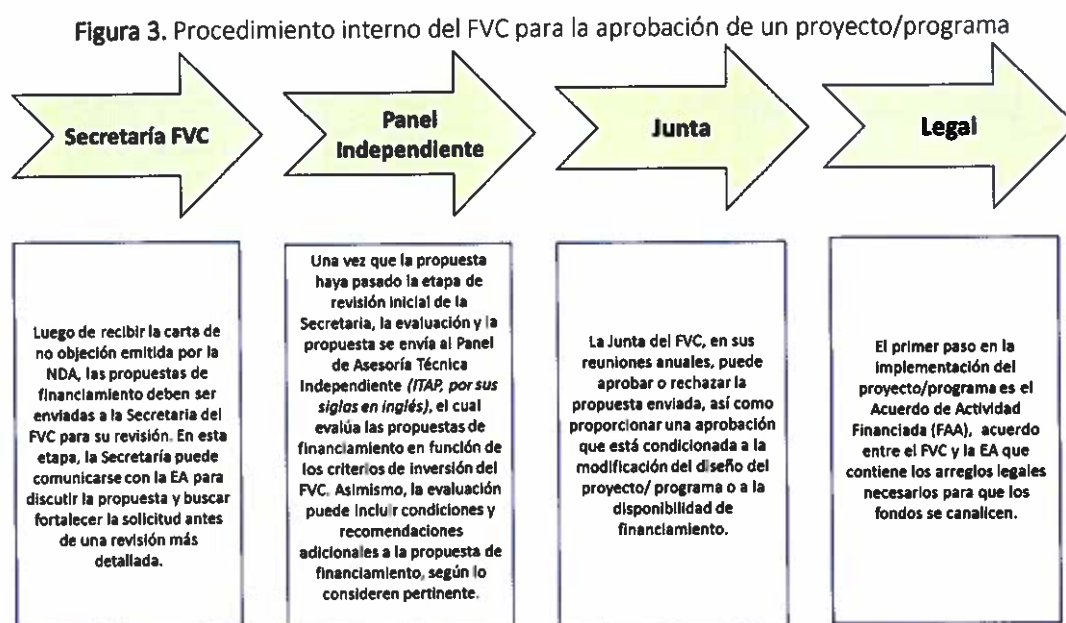 Figura 3. Procedimiento interno del FVC para la aprobación de un proyecto/programa
Secretaría FVC
Panel
Independiente
Junta
Legal
Luego de recibir la carta de
no objeción emitida por la
NDA, las propuestas de
financiamiento deben ser
enviadas a la Secretaria del
FVC para su revisión. En esta
etapa, la Secretaría puede
comunicarse con la EA para
discutir la propuesta y buscar
fortalecer la solicitud antes
de una revisión más
detallada.
Una vez que la propuesta
haya pasado la etapa de
revisión inicial de la
Secretaria, la evaluación y la
propuesta se envía al Panel
de Asesoría Técnica
Independiente (ITAP, por sus
siglas en inglés), el cual
evalúa las propuestas de
financiamiento en función de
los criterios de inversión del
FVC. Asimismo, la evaluación
puede incluir condiciones y
recomendaciones
adicionales a la propuesta de
financiamiento, según lo
consideren pertinente.
La Junta del FVC, en sus
reuniones anuales, puede
aprobar o rechazar la
propuesta enviada, así como
proporcionar una aprobación
que está condicionada a la
modificación del diseño del
proyecto/ programa o a la
disponibilidad de
financiamiento.
El primer paso en la
implementación del
proyecto/programa es el
Acuerdo de Actividad
Financiada (FAA), acuerdo
entre el FVC y la EA que
contiene los arreglos legales
necesarios para que los
fondos se canalicen.